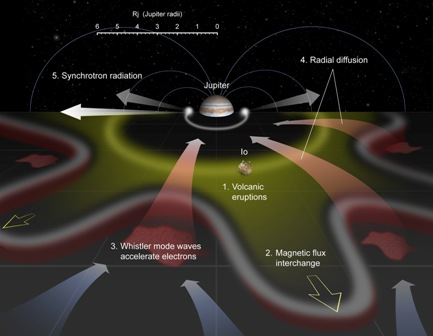 Rj (Jupiter radii)
6 5 4 3 2 1 0
4. Radial diffusion
5. Synchrotron radiation
Jupiter
Io
1. Volcanic
eruptions
3. Whistler mode waves
accelerate electrons
2. Magnetic flux
interchange